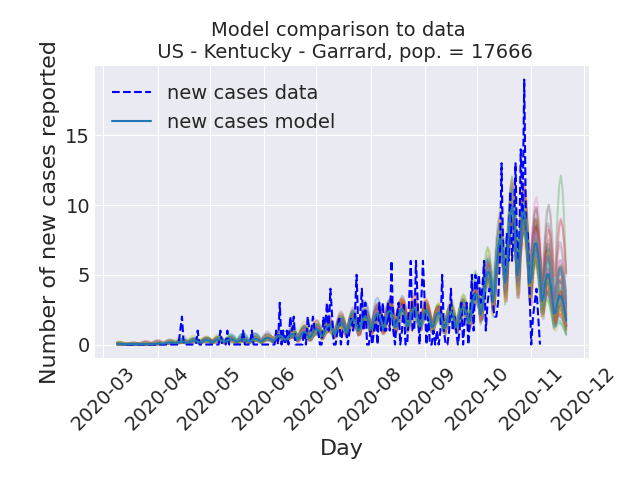 Model comparison to data
US - Kentucky - Garrard, pop. = 17666
Number of new cases reported
new cases data
new cases model
15
10
5
0
2020-03
2020-04
2020-05
2020-06
2020-07
2020-08
2020-09
2020-10
2020-11
2020-12
Day